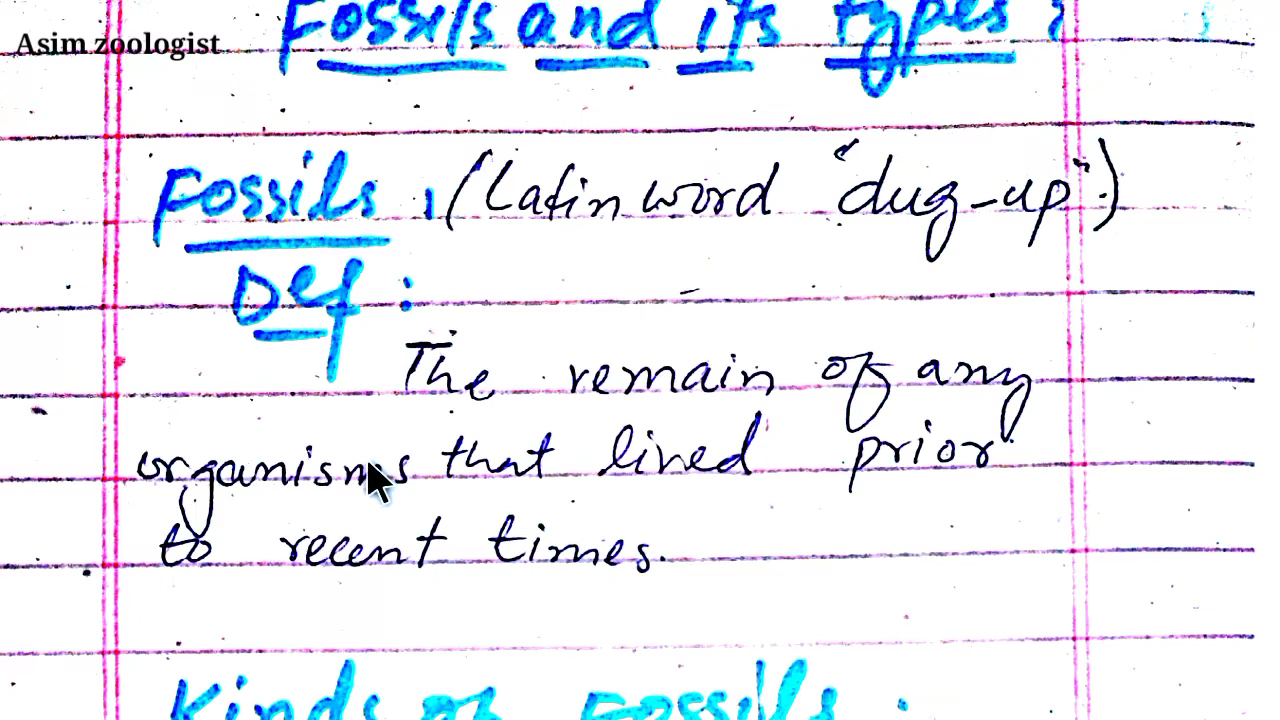 Asim zoologist
Fossils and its types :
Fossils : (Latin word "dug-up".)
Def :
The remain of any
organisms that lived prior
to recent times.
Kinds of Fossils :